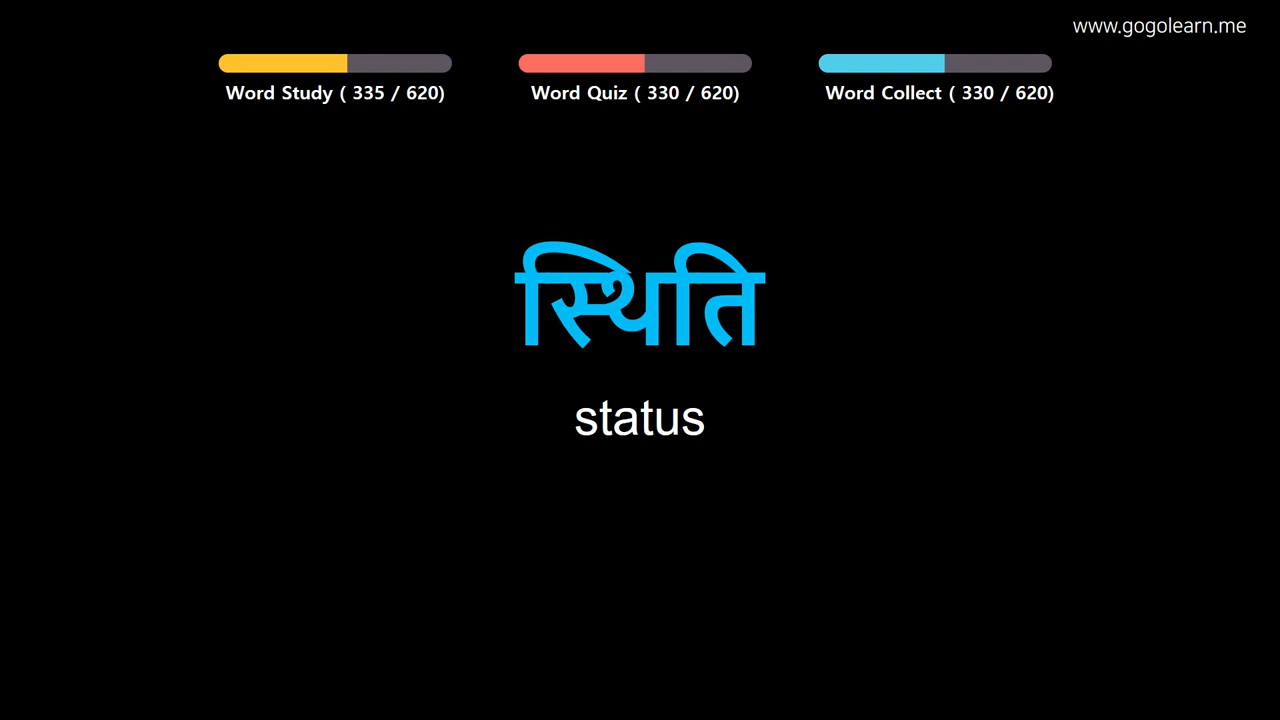 www.gogolearn.me
Word Study ( 335 / 620)
Word Quiz ( 330 / 620)
Word Collect ( 330 / 620)
स्थिति
status